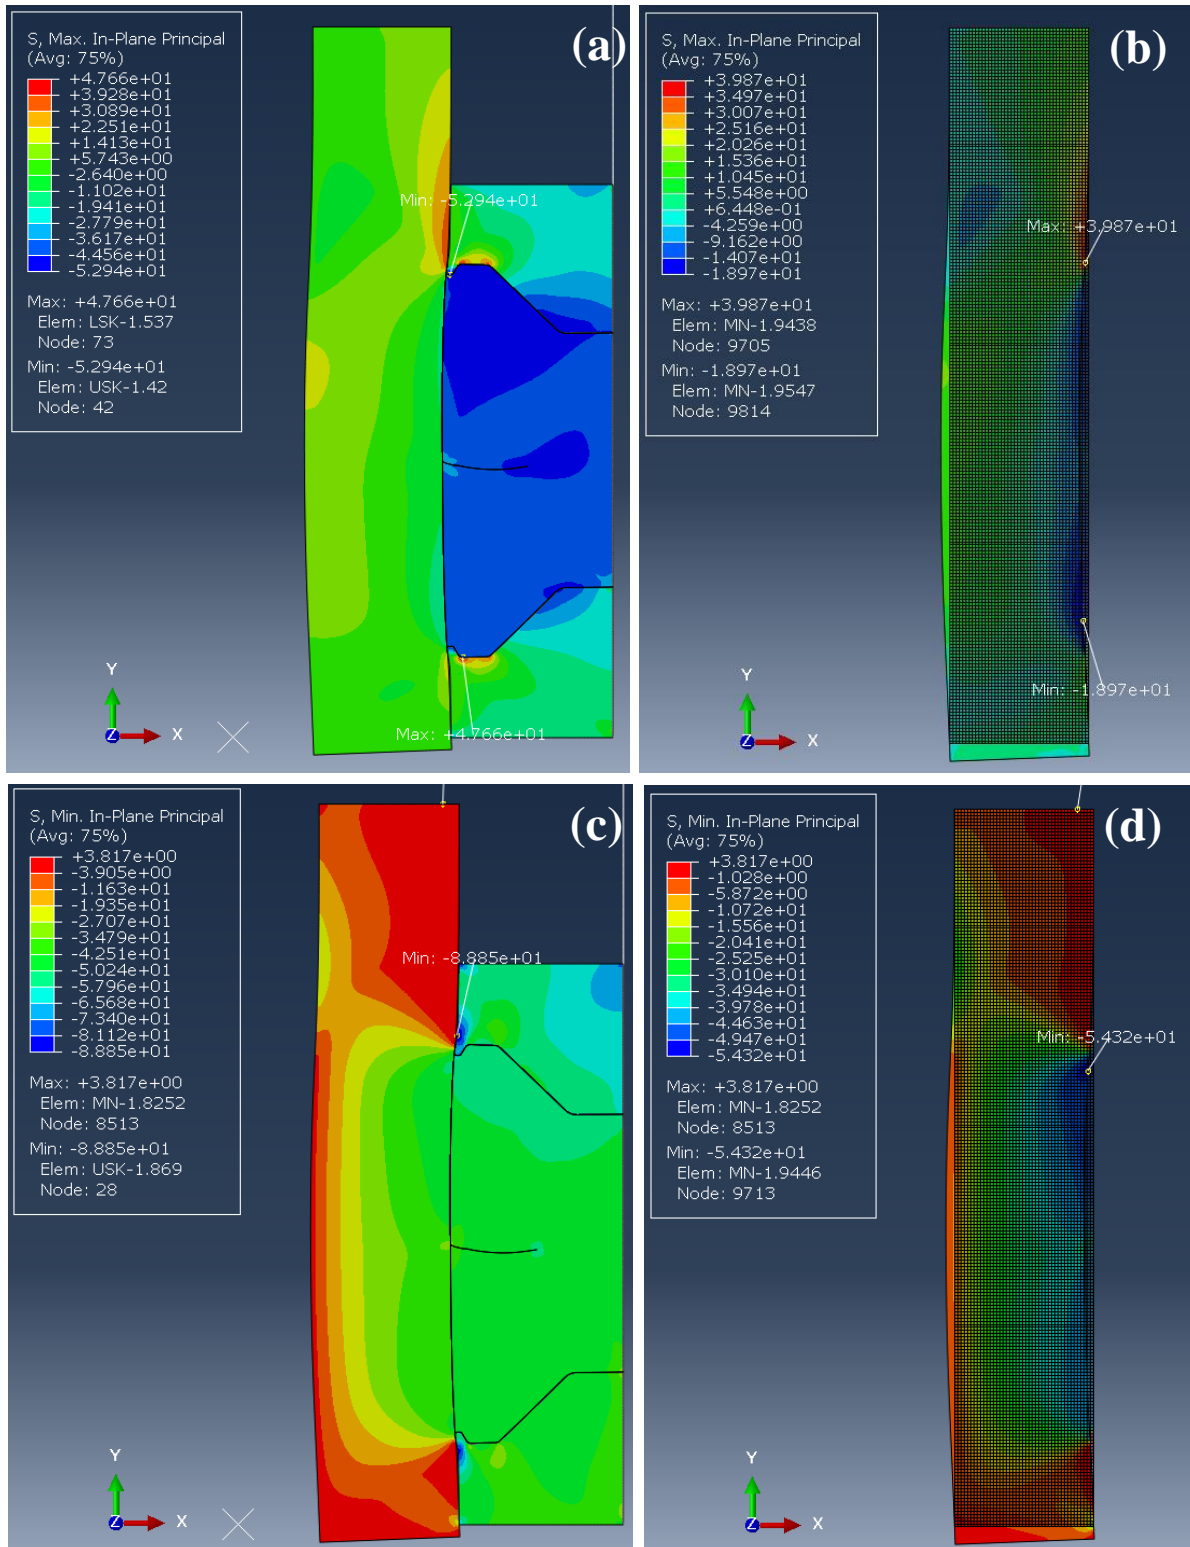 (a)
S, Max. In-Plane Principal
(Avg: 75%)
+4.766e+01
+3.928e+01
+3.089e+01
+2.251e+01
+1.413e+01
+5.743e+00
-2.640e+00
-1.102e+01
-1.941e+01
-2.779e+01
-3.617e+01
-4.456e+01
-5.294e+01
Max: +4.766e+01
Elem: LSK-1.537
Node: 73
Min: -5.294e+01
Elem: USK-1.42
Node: 42
Min: -5.294e+01
Max: +4.766e+01
Y
Z
X
(b)
S, Max. In-Plane Principal
(Avg: 75%)
+3.987e+01
+3.497e+01
+3.007e+01
+2.516e+01
+2.026e+01
+1.536e+01
+1.045e+01
+5.548e+00
+6.448e-01
-4.259e+00
-9.162e+00
-1.407e+01
-1.897e+01
Max: +3.987e+01
Elem: MN-1.9438
Node: 9705
Min: -1.897e+01
Elem: MN-1.9547
Node: 9814
Max: +3.987e+01
Min: -1.897e+01
Y
Z
X
(c)
S, Min. In-Plane Principal
(Avg: 75%)
+3.817e+00
-3.905e+00
-1.163e+01
-1.935e+01
-2.707e+01
-3.479e+01
-4.251e+01
-5.024e+01
-5.796e+01
-6.568e+01
-7.340e+01
-8.112e+01
-8.885e+01
Max: +3.817e+00
Elem: MN-1.8252
Node: 8513
Min: -8.885e+01
Elem: USK-1.869
Node: 28
Min: -8.885e+01
Y
Z
X
(d)
S, Min. In-Plane Principal
(Avg: 75%)
+3.817e+00
-1.028e+00
-5.872e+00
-1.072e+01
-1.556e+01
-2.041e+01
-2.525e+01
-3.010e+01
-3.494e+01
-3.978e+01
-4.463e+01
-4.947e+01
-5.432e+01
Max: +3.817e+00
Elem: MN-1.8252
Node: 8513
Min: -5.432e+01
Elem: MN-1.9446
Node: 9713
Min: -5.432e+01
Y
Z
X